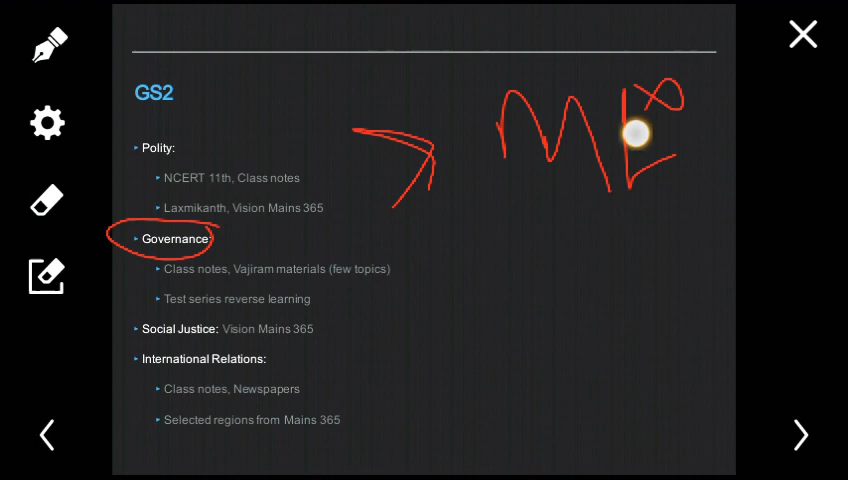 GS2
Polity:
NCERT 11th, Class notes
Laxmikanth, Vision Mains 365
Governance:
Class notes, Vajiram materials (few topics)
Test series reverse learning
Social Justice: Vision Mains 365
International Relations:
Class notes, Newspapers
Selected regions from Mains 365